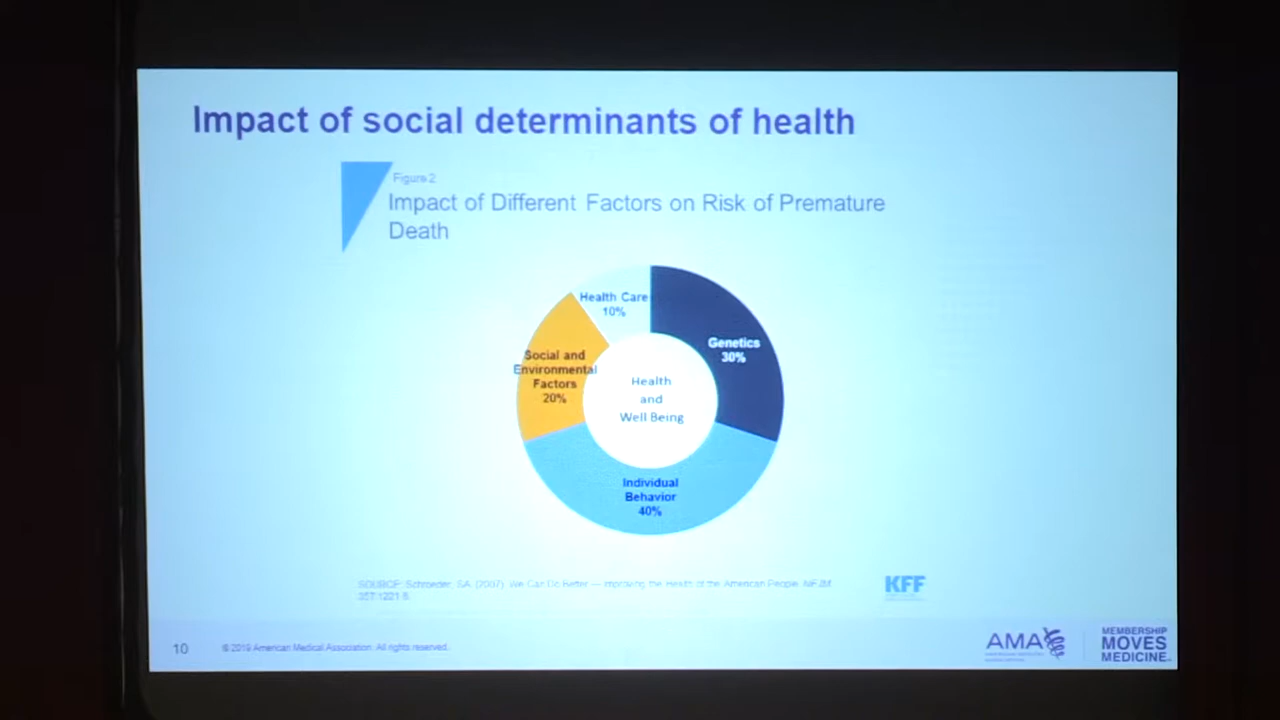 Impact of social determinants of health
Figure 2
Impact of Different Factors on Risk of Premature
Death
Health Care
10%
Genetics
30%
Social and
Environmental
Factors
20%
Health
and
Well Being
Individual
Behavior
40%
SOURCE: Schroeder, SA. (2007). We Can Do Better — Improving the Health of the American People. NEJM.
357:1221-8.
KFF
10
© 2019 American Medical Association. All rights reserved.
AMA
MEMBERSHIP
MOVES
MEDICINE